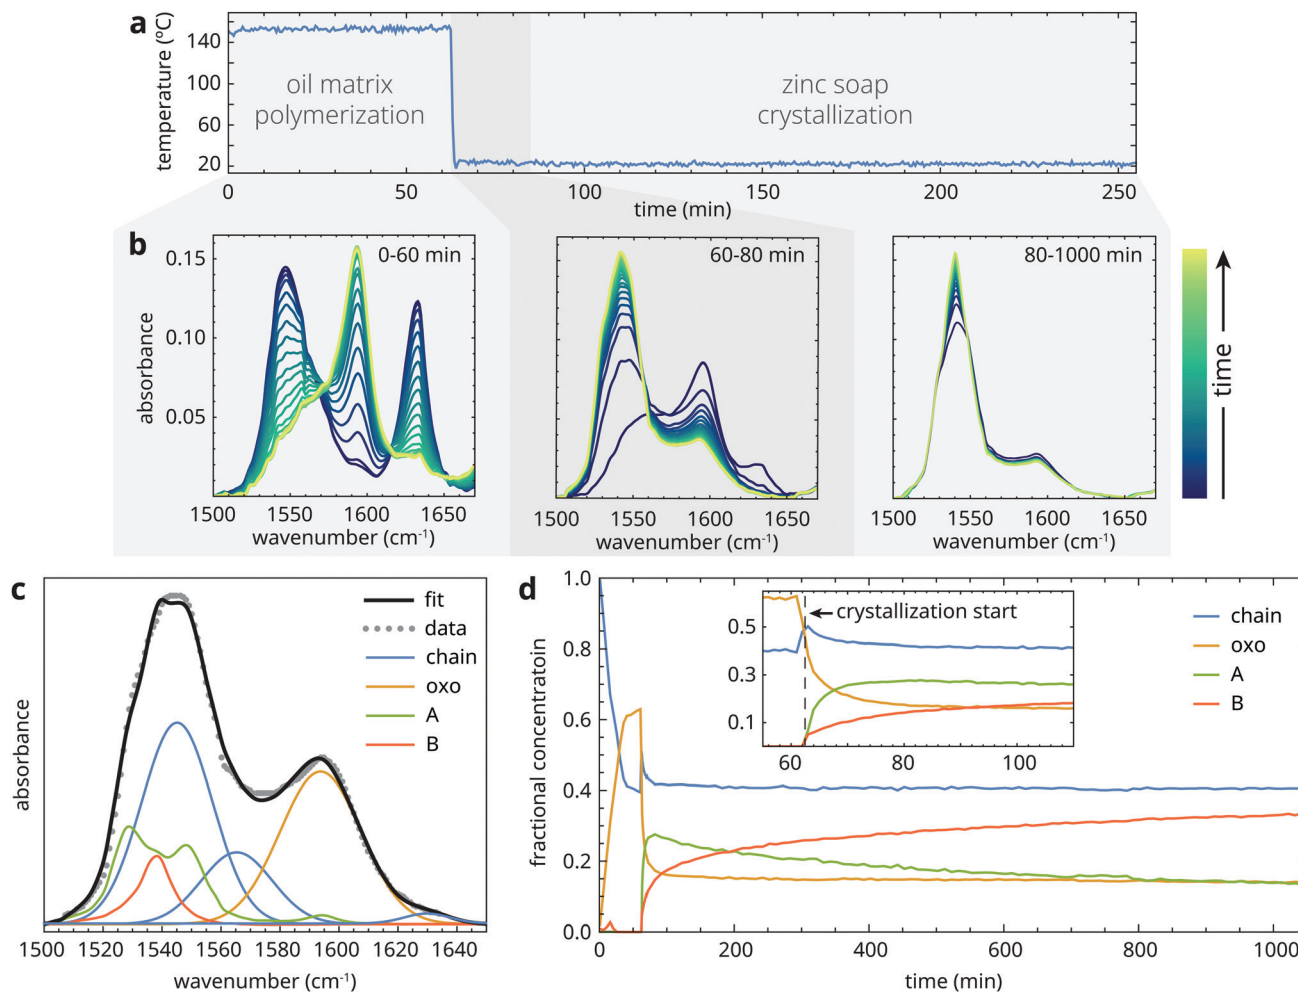 a
temperature (°C)
140
100
60
20
oil matrix
polymerization
zinc soap
crystallization
0
50
100
150
200
250
time (min)
b
absorbance
0.15
0.10
0.05
0-60 min
60-80 min
80-1000 min
1500
1550
1600
1650
1500
1550
1600
1650
1500
1550
1600
1650
wavenumber (cm-1)
wavenumber (cm-1)
wavenumber (cm-1)
time
c
absorbance
fit
data
chain
oxo
A
B
1500
1520
1540
1560
1580
1600
1620
1640
wavenumber (cm-1)
d
fractional concentratoin
1.0
0.8
0.6
0.4
0.2
0.0
crystallization start
0.5
0.3
0.1
60
80
100
chain
oxo
A
B
0
200
400
600
800
1000
time (min)